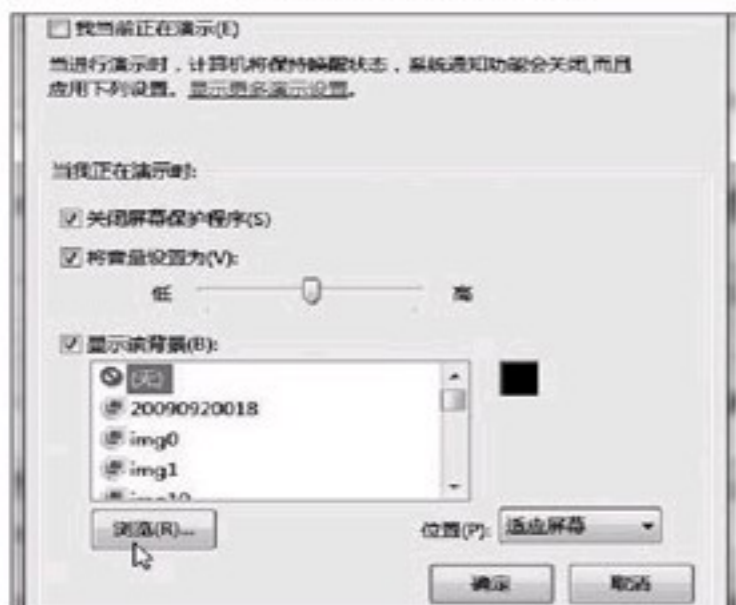 我当前正在演示(E)
当进行演示时，计算机将保持唤醒状态，系统通知功能会关闭,而且
应用下列设置。显示更多演示设置。
当我正在演示时:
关闭屏幕保护程序(S)
将音量设置为(V):
低 高
显示该背景(B):
(无)
20090920018
img0
img1
img10
浏览(R)...
位置(P): 适应屏幕
确定 取消